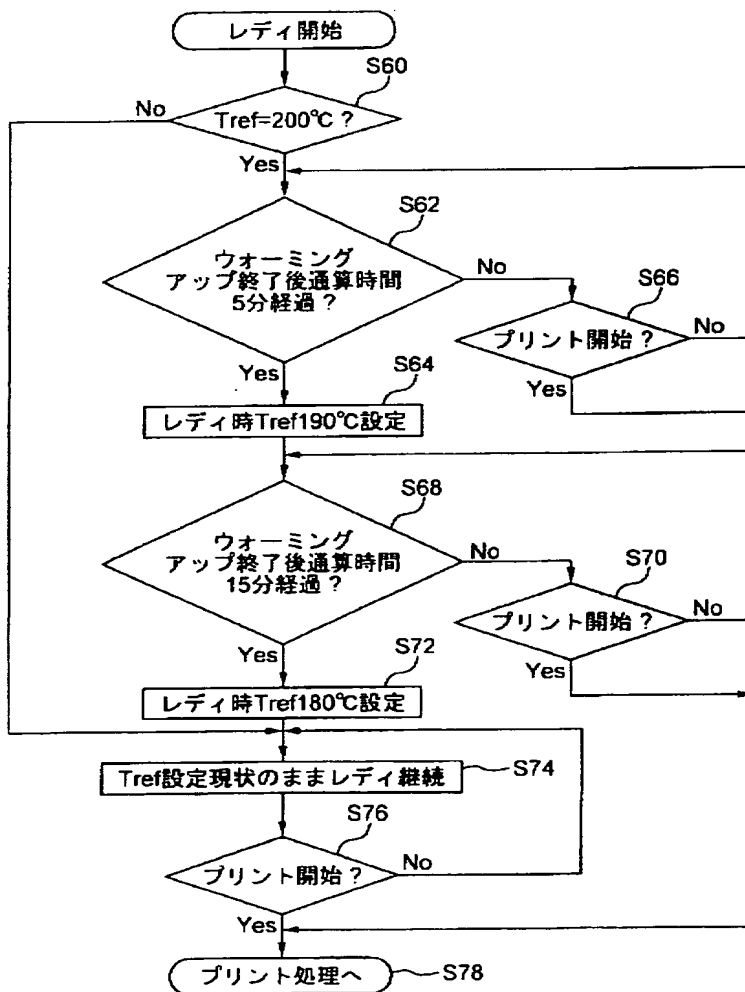 レディ開始
S60
Tref=200℃?
No
Yes
S62
ウォーミング
アップ終了後通算時間
5分経過?
No
S66
プリント開始?
No
Yes
Yes
S64
レディ時Tref190℃設定
S68
ウォーミング
アップ終了後通算時間
15分経過?
No
S70
プリント開始?
No
Yes
Yes
S72
レディ時Tref180℃設定
Tref設定現状のままレディ継続
S74
S76
プリント開始?
No
Yes
プリント処理へ
S78